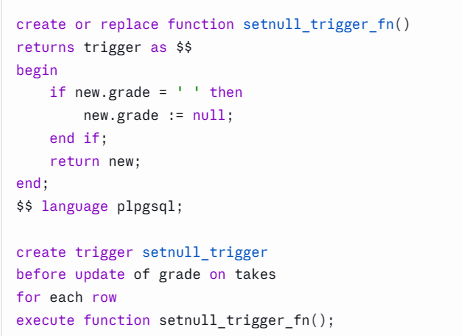 create or replace function setnull_trigger_fn()
returns trigger as $$
begin
    if new.grade = ' ' then
        new.grade := null;
    end if;
    return new;
end;
$$ language plpgsql;

create trigger setnull_trigger
before update of grade on takes
for each row
execute function setnull_trigger_fn();